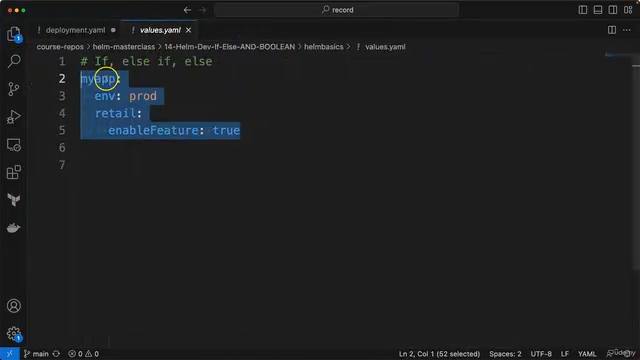 record
deployment.yaml
values.yaml
course-repos > helm-masterclass > 14-Helm-Dev-If-Else-AND-BOOLEAN > helmbasics > values.yaml
1 # If, else if, else
2 myapp:
3 env: prod
4 retail:
5 enableFeature: true
6
7
main 0 0 Ln 2, Col 1 (52 selected) Spaces: 2 UTF-8 LF YAML